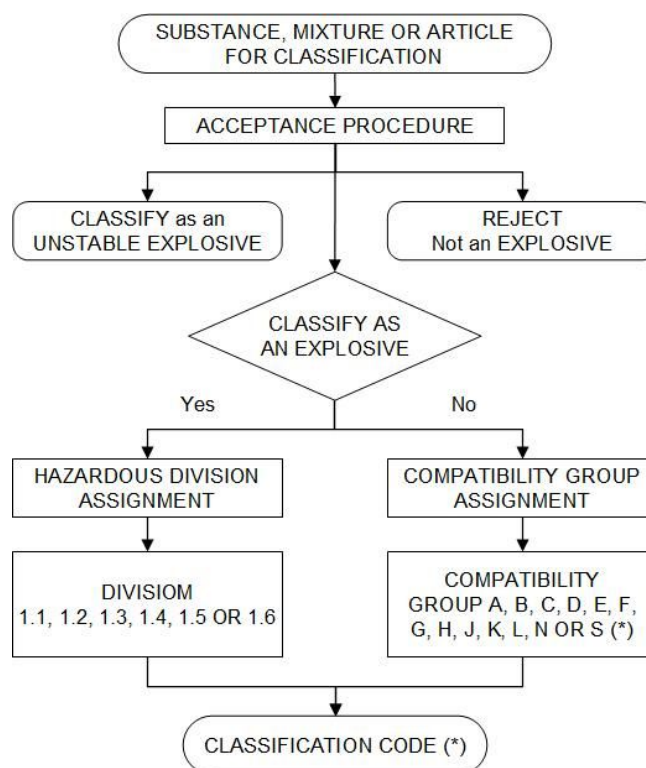 SUBSTANCE, MIXTURE OR ARTICLE
FOR CLASSIFICATION
ACCEPTANCE PROCEDURE
CLASSIFY as an
UNSTABLE EXPLOSIVE
REJECT
Not an EXPLOSIVE
CLASSIFY AS
AN EXPLOSIVE
Yes
No
HAZARDOUS DIVISION
ASSIGNMENT
COMPATIBILITY GROUP
ASSIGNMENT
DIVISIOM
1.1, 1.2, 1.3, 1.4, 1.5 OR 1.6
COMPATIBILITY
GROUP A, B, C, D, E, F,
G, H, J, K, L, N OR S (*)
CLASSIFICATION CODE (*)